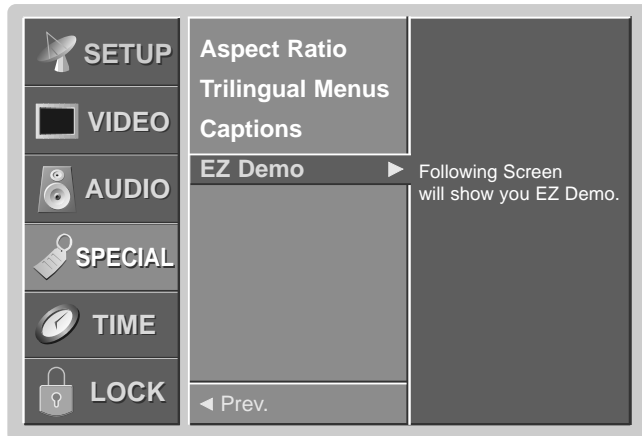 SETUP
VIDEO
AUDIO
SPECIAL
TIME
LOCK
Aspect Ratio
Trilingual Menus
Captions
EZ Demo ▶
◀ Prev.
Following Screen
will show you EZ Demo.